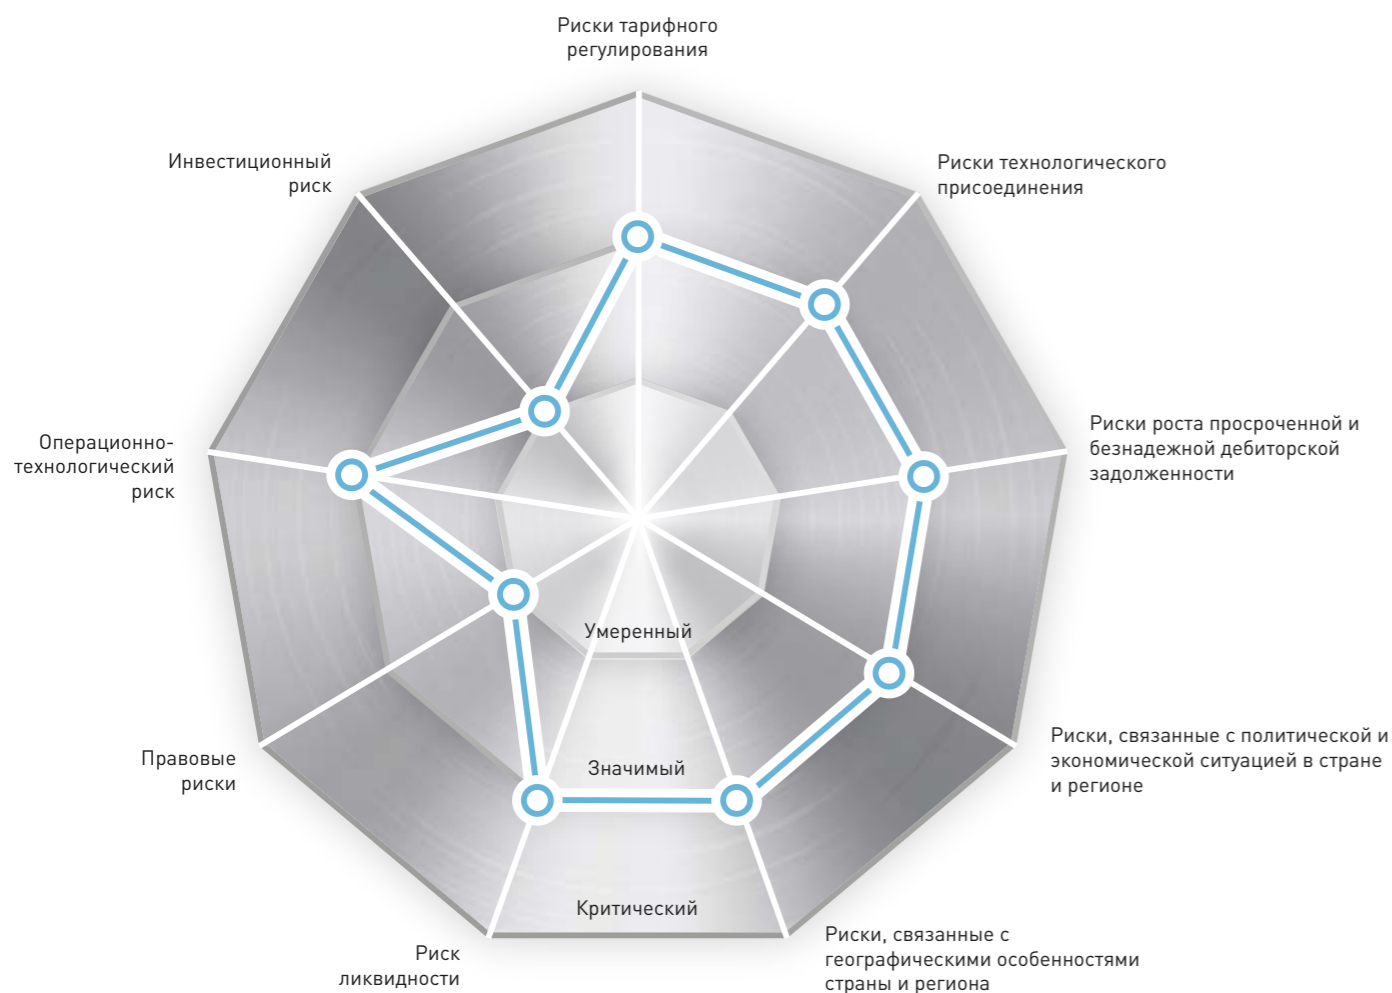 Риски тарифного
регулирования
Инвестиционный
риск
Риски технологического
присоединения
Операционно-
технологический
риск
Риски роста просроченной и
безнадежной дебиторской
задолженности
Умеренный
Значимый
Критический
Правовые
риски
Риски, связанные с политической и
экономической ситуацией в стране
и регионе
Риск
ликвидности
Риски, связанные с
географическими особенностями
страны и региона